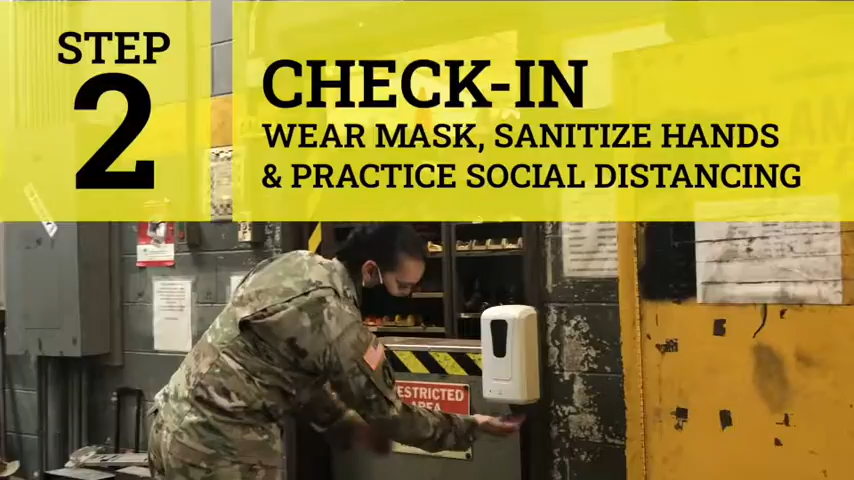 STEP
2
CHECK-IN
WEAR MASK, SANITIZE HANDS
& PRACTICE SOCIAL DISTANCING
RESTRICTED
AREA